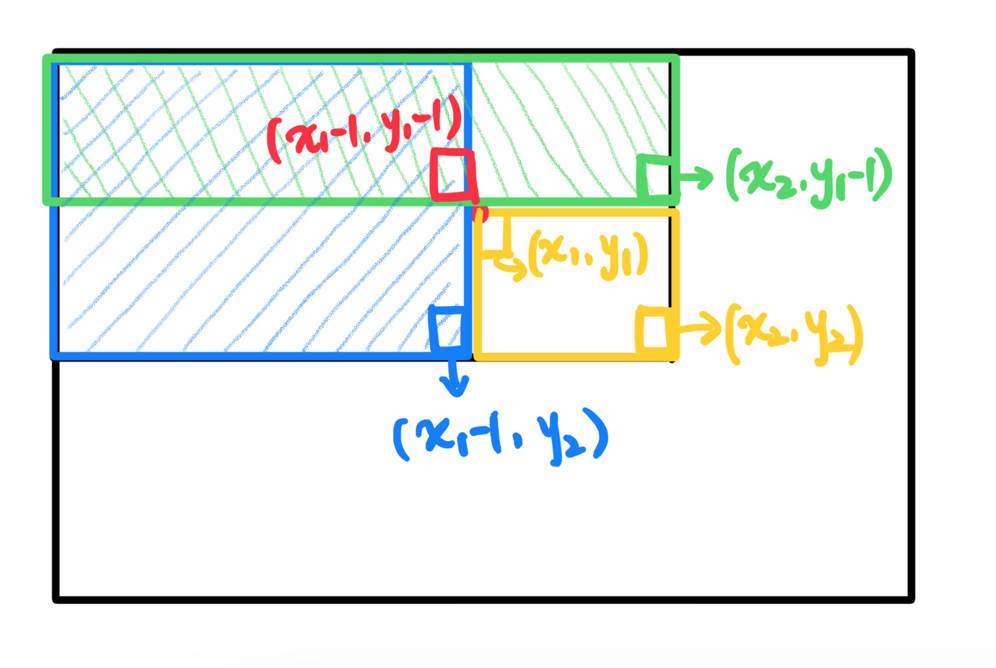 (x₁-1, y₁-1)
(x₂, y₁-1)
(x₁, y₁)
(x₂, y₂)
(x₁-1, y₂)